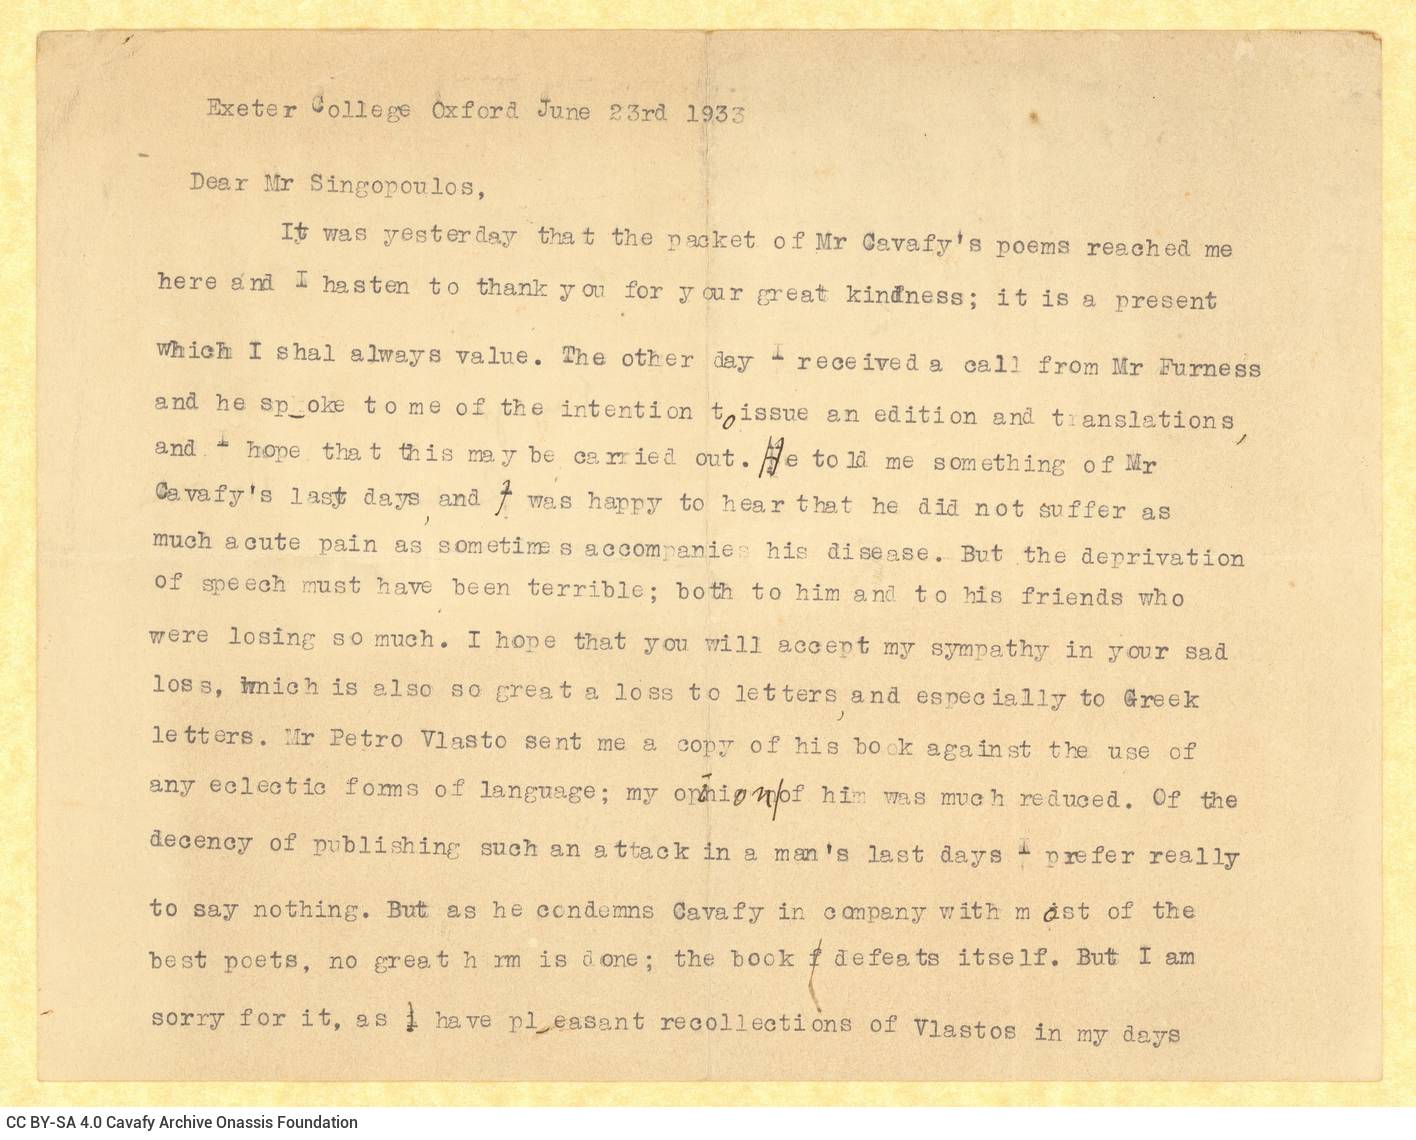 Exeter College Oxford June 23rd 1933
Dear Mr Singopoulos,
It was yesterday that the packet of Mr Cavafy's poems reached me
here and I hasten to thank you for your great kindness; it is a present
which I shal always value. The other day I received a call from Mr Furness
and he spoke to me of the intention to issue an edition and translations,
and I hope that this may be carried out. He told me something of Mr
Cavafy's last days, and I was happy to hear that he did not suffer as
much acute pain as sometimes accompanies his disease. But the deprivation
of speech must have been terrible; both to him and to his friends who
were losing so much. I hope that you will accept my sympathy in your sad
loss, which is also so great a loss to letters, and especially to Greek
letters. Mr Petro Vlasto sent me a copy of his book against the use of
any eclectic forms of language; my opinion of him was much reduced. Of the
decency of publishing such an attack in a man's last days I prefer really
to say nothing. But as he condemns Cavafy in company with most of the
best poets, no great h rm is done; the book defeats itself. But I am
sorry for it, as I have pleasant recollections of Vlastos in my days
CC BY-SA 4.0 Cavafy Archive Onassis Foundation